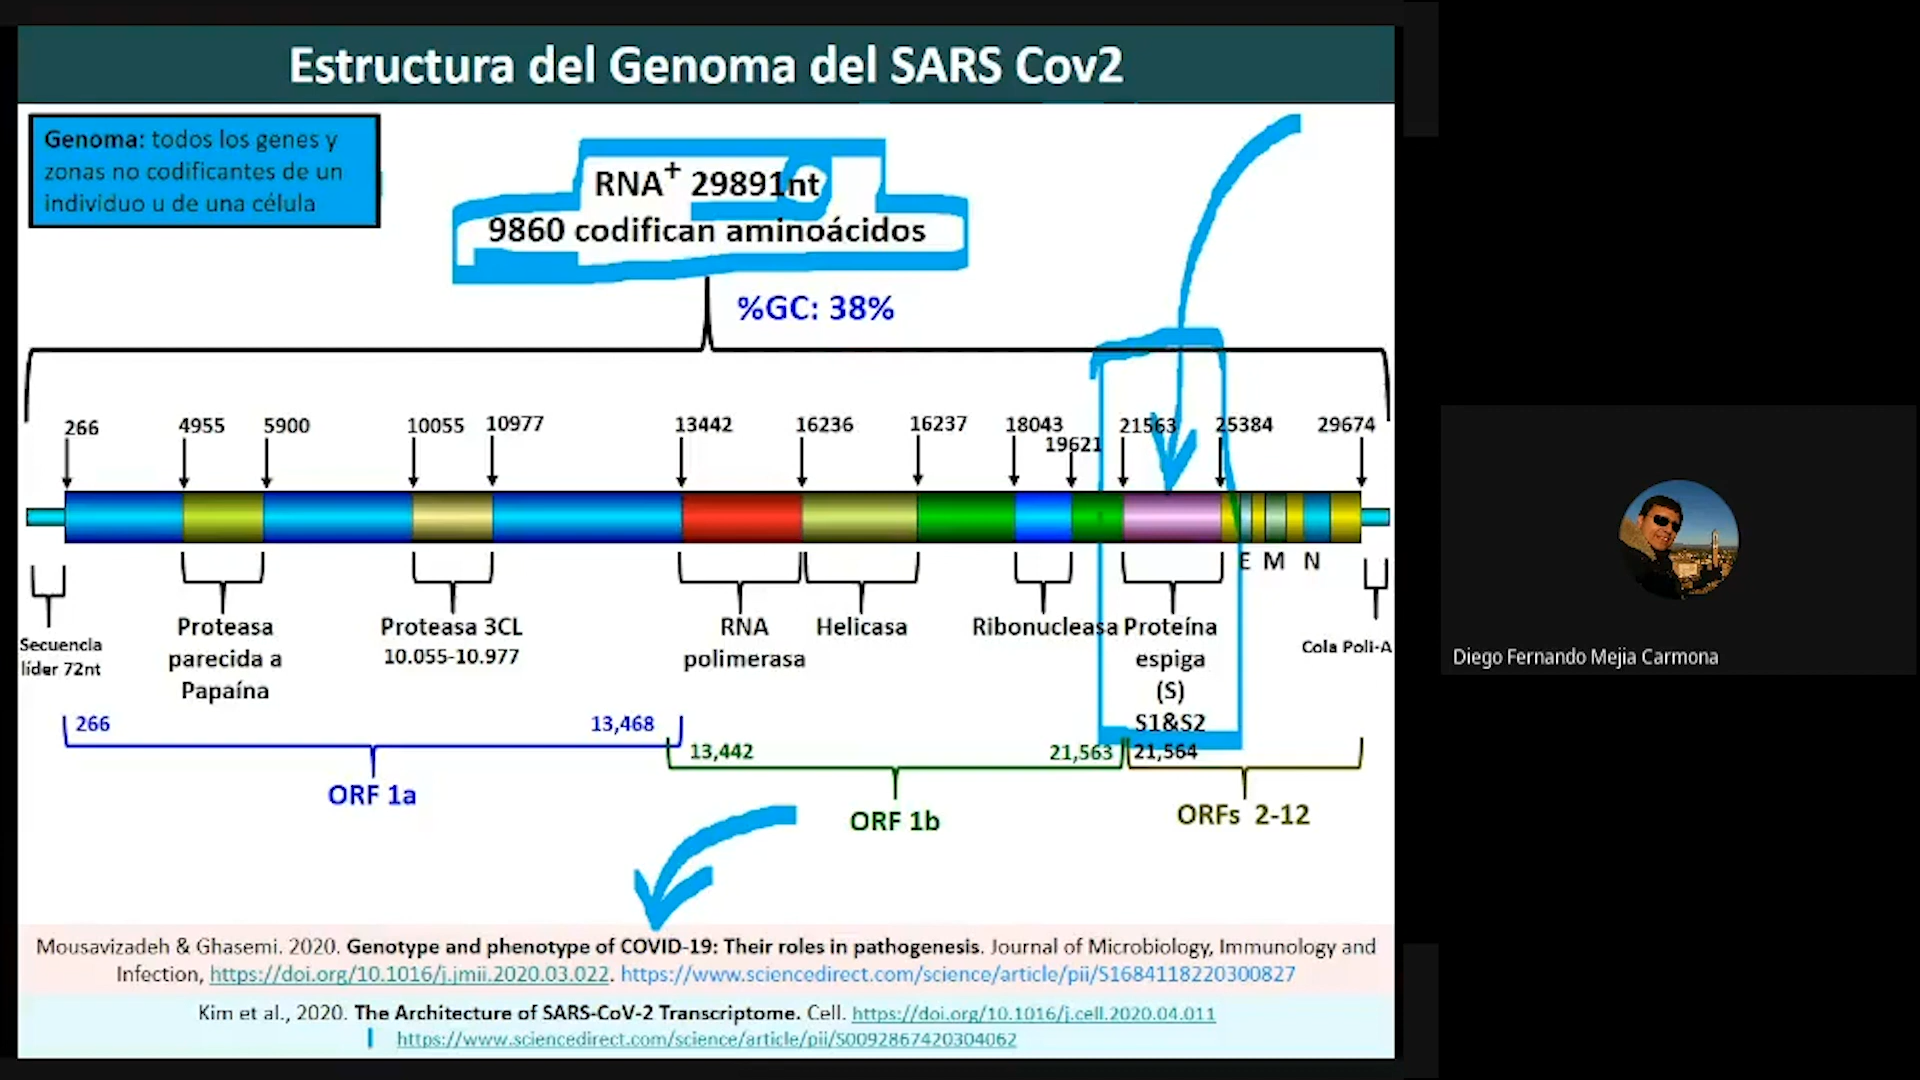 Estructura del Genoma del SARS Cov2
Genoma: todos los genes y
zonas no codificantes de un
individuo u de una célula
RNA+ 29891nt
9860 codifican aminoácidos
%GC: 38%
266
4955
5900
10055
10977
13442
16236
16237
18043
19621
21563
25384
29674
E M N
Secuencia
líder 72nt
Proteasa
parecida a
Papaína
Proteasa 3CL
10.055-10.977
RNA
polimerasa
Helicasa
Ribonucleasa
Proteína
espiga
(S)
S1&S2
Cola Poli-A
266
13,468
13,442
21,563
21,564
ORF 1a
ORF 1b
ORFs 2-12
Mousavizadeh & Ghasemi. 2020. Genotype and phenotype of COVID-19: Their roles in pathogenesis. Journal of Microbiology, Immunology and
Infection, https://doi.org/10.1016/j.jmii.2020.03.022. https://www.sciencedirect.com/science/article/pii/S1684118220300827
Kim et al., 2020. The Architecture of SARS-CoV-2 Transcriptome. Cell. https://doi.org/10.1016/j.cell.2020.04.011
https://www.sciencedirect.com/science/article/pii/S0092867420304062
Diego Fernando Mejia Carmona